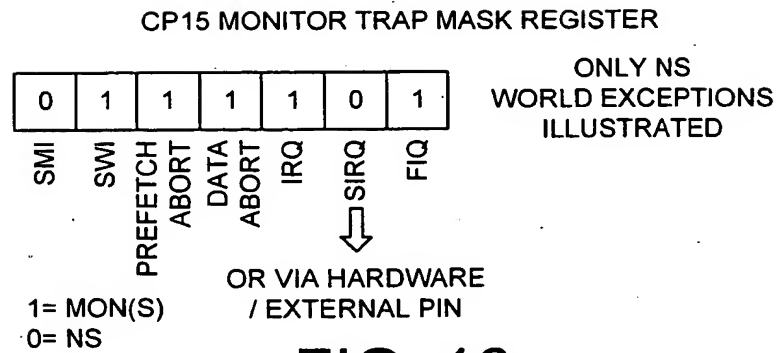 CP15 MONITOR TRAP MASK REGISTER
0 1 1 1 1 0 1
ONLY NS
WORLD EXCEPTIONS
ILLUSTRATED
SMI
SWI
PREFETCH
ABORT
DATA
ABORT
IRQ
SIRQ
FIQ
OR VIA HARDWARE
/ EXTERNAL PIN
1= MON(S)
0= NS